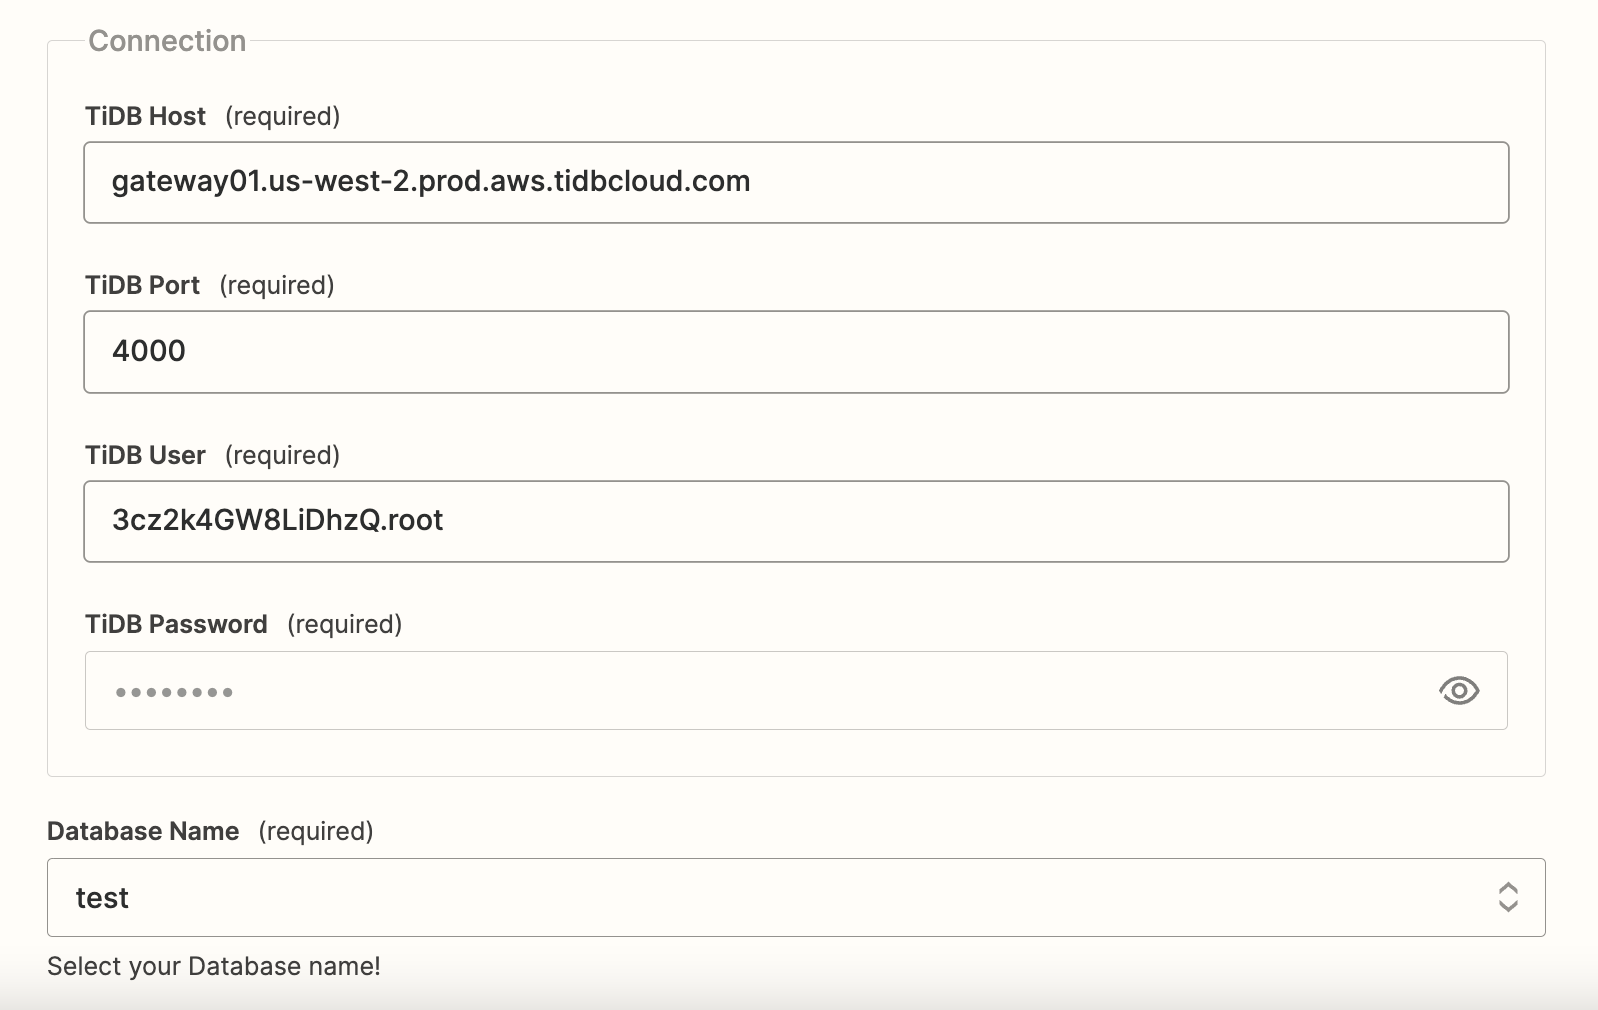 Connection
TiDB Host (required)
gateway01.us-west-2.prod.aws.tidbcloud.com
TiDB Port (required)
4000
TiDB User (required)
3cz2k4GW8LiDhzQ.root
TiDB Password (required)
••••••••
Database Name (required)
test
Select your Database name!